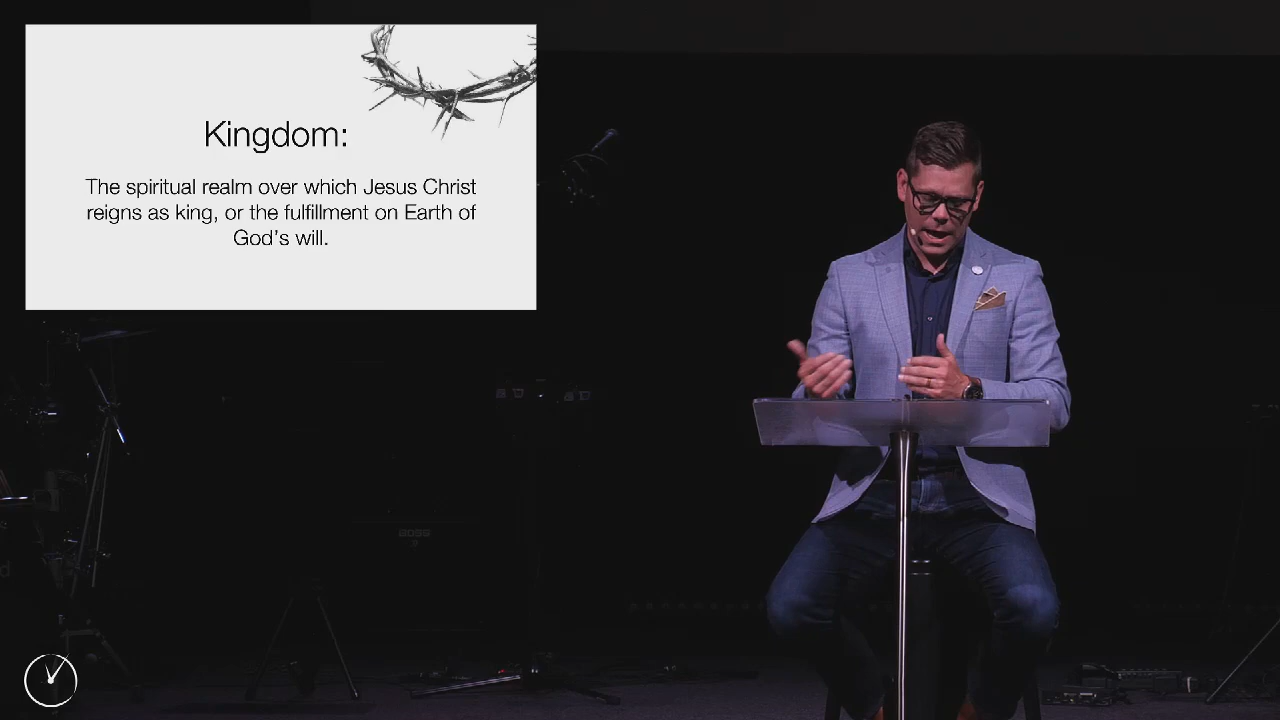 Kingdom:
The spiritual realm over which Jesus Christ
reigns as king, or the fulfillment on Earth of
God's will.
BOSS